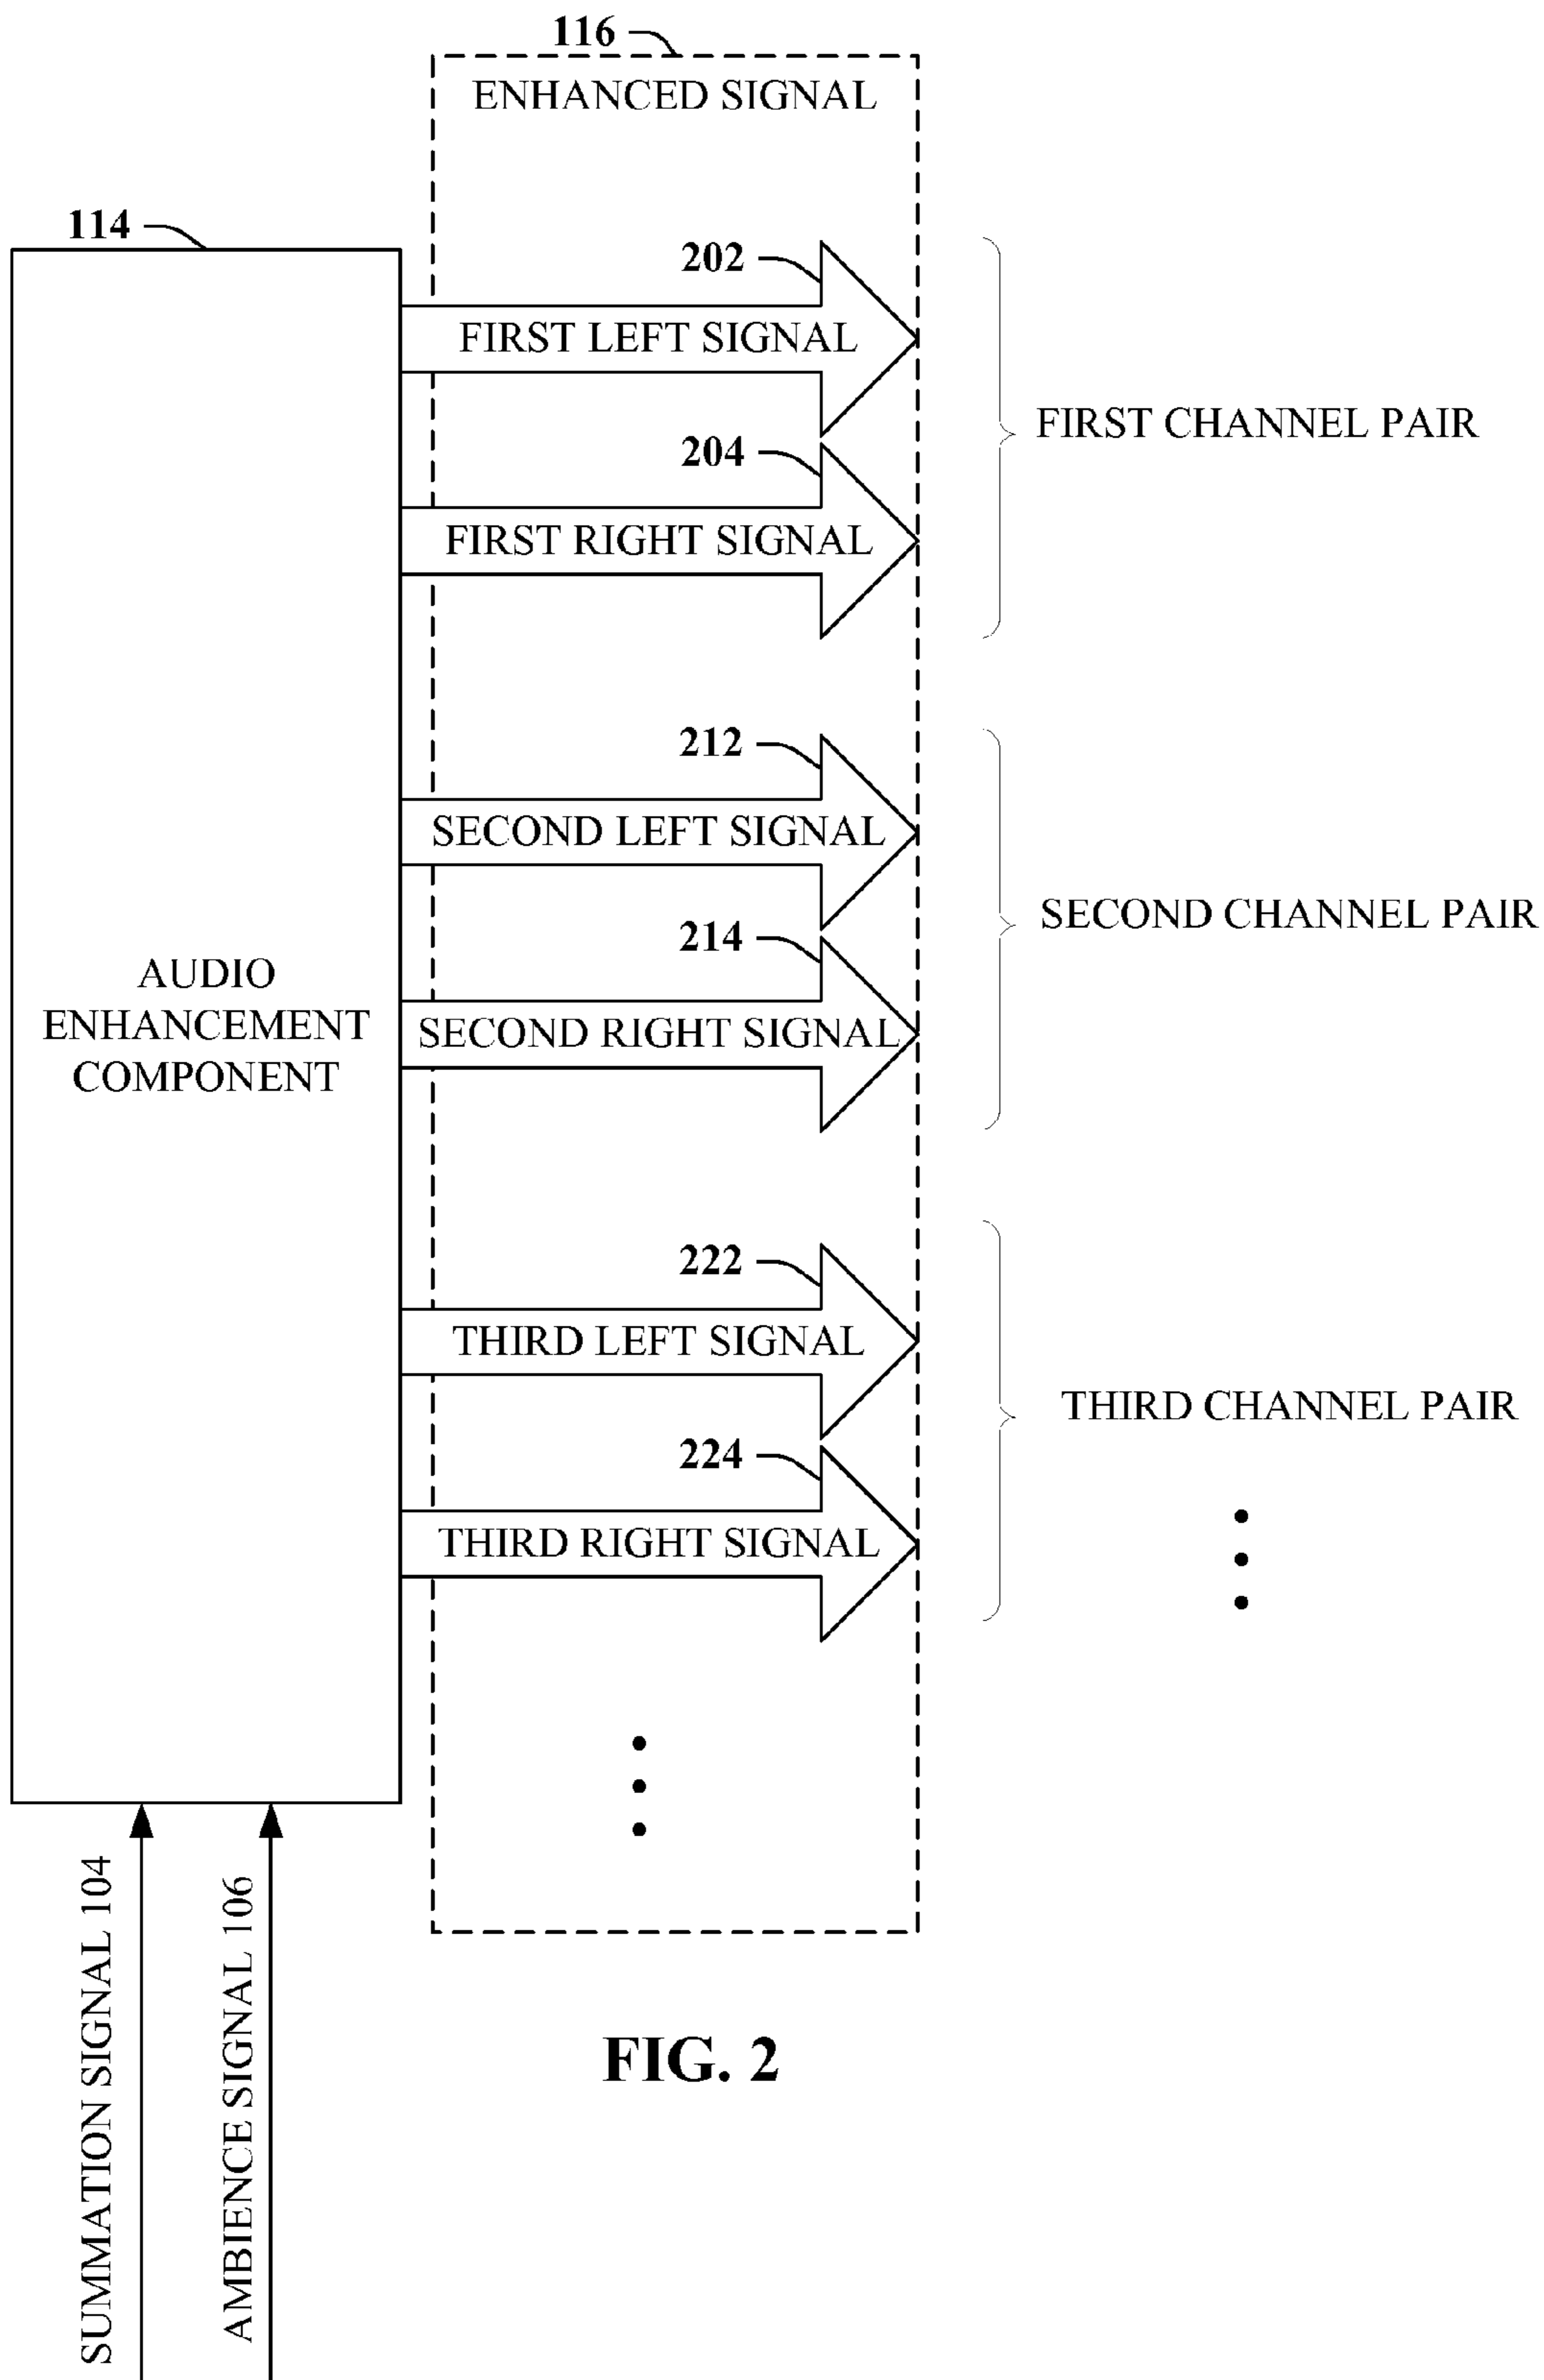 116
ENHANCED SIGNAL
114
202
FIRST LEFT SIGNAL
204
FIRST RIGHT SIGNAL
FIRST CHANNEL PAIR
212
SECOND LEFT SIGNAL
214
SECOND RIGHT SIGNAL
SECOND CHANNEL PAIR
AUDIO
ENHANCEMENT
COMPONENT
222
THIRD LEFT SIGNAL
224
THIRD RIGHT SIGNAL
THIRD CHANNEL PAIR
SUMMATION SIGNAL 104
AMBIENCE SIGNAL 106
FIG. 2